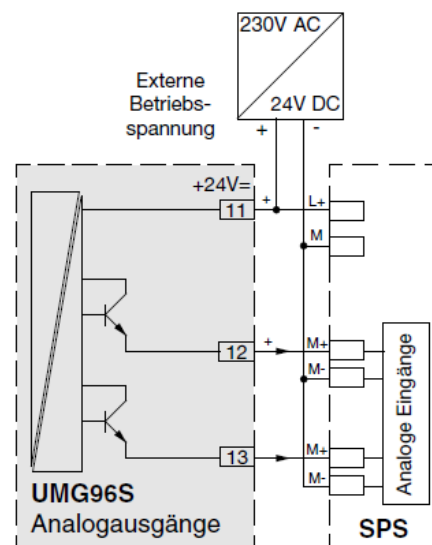 230V AC
24V DC
Externe
Betriebs-
spannung
+ -
+24V=
11 + L+
M
12 + M+
M-
13 M+
M-
Analoge Eingänge
UMG96S
Analogausgänge
SPS